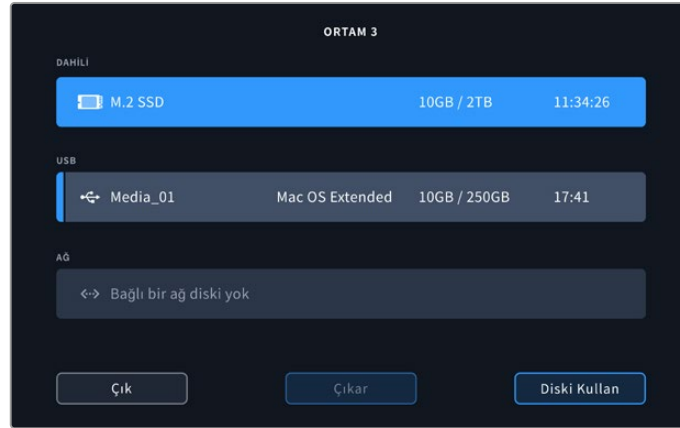 ORTAM 3
DAHİLİ
M.2 SSD 10GB / 2TB 11:34:26
USB
Media_01 Mac OS Extended 10GB / 250GB 17:41
AĞ
Bağlı bir ağ diski yok
Çık Çıkar Diski Kullan